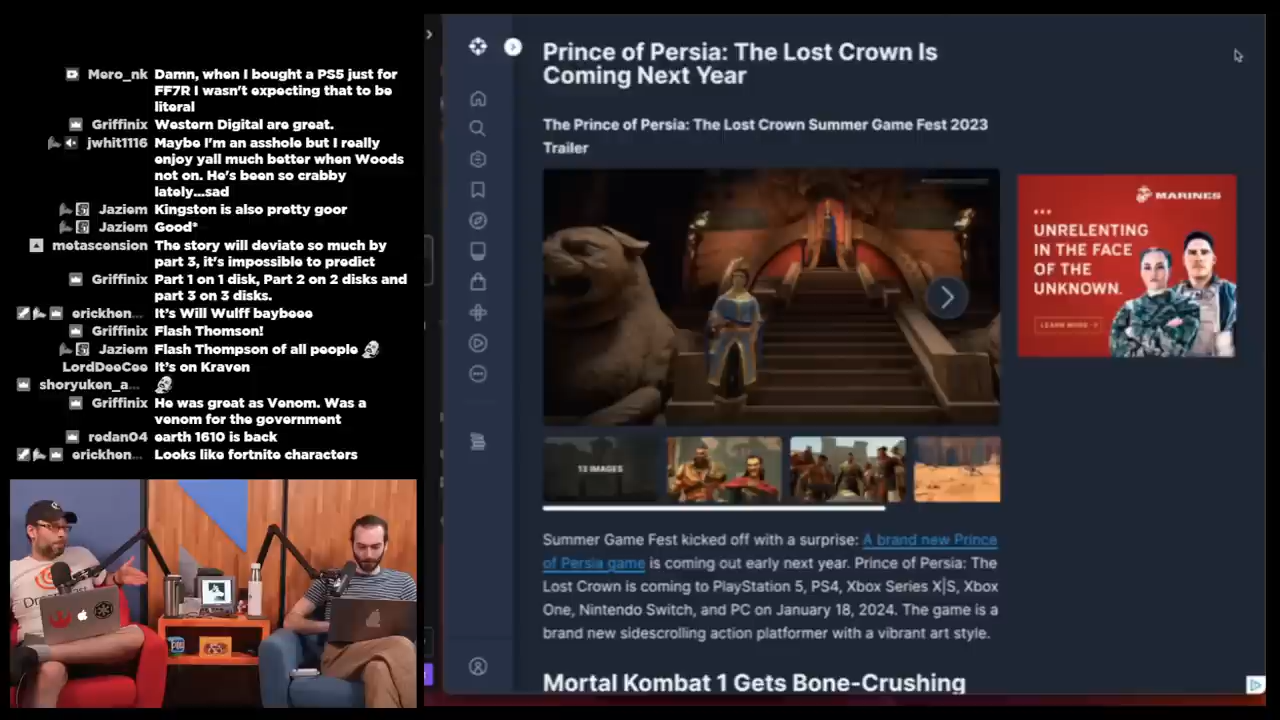 Mero_nk Damn, when I bought a PS5 just for
FF7R I wasn't expecting that to be
literal
Griffinix Western Digital are great.
jwhit1116 Maybe I'm an asshole but I really
enjoy yall much better when Woods
not on. He's been so crabby
lately...sad
Jaziem Kingston is also pretty goor
Jaziem Good*
metascension The story will deviate so much by
part 3, it's impossible to predict
Griffinix Part 1 on 1 disk, Part 2 on 2 disks and
part 3 on 3 disks.
erickhen... It's Will Wulff baybeee
Griffinix Flash Thomson!
Jaziem Flash Thompson of all people
LordDeeCee It's on Kraven
shoryuken_a...
Griffinix He was great as Venom. Was a
venom for the government
redan04 earth 1610 is back
erickhen... Looks like fortnite characters
Prince of Persia: The Lost Crown Is
Coming Next Year
The Prince of Persia: The Lost Crown Summer Game Fest 2023
Trailer
MARINES
UNRELENTING
IN THE FACE
OF THE
UNKNOWN.
LEARN MORE
13 IMAGES
Summer Game Fest kicked off with a surprise: A brand new Prince
of Persia game is coming out early next year. Prince of Persia: The
Lost Crown is coming to PlayStation 5, PS4, Xbox Series X|S, Xbox
One, Nintendo Switch, and PC on January 18, 2024. The game is a
brand new sidescrolling action platformer with a vibrant art style.
Mortal Kombat 1 Gets Bone-Crushing